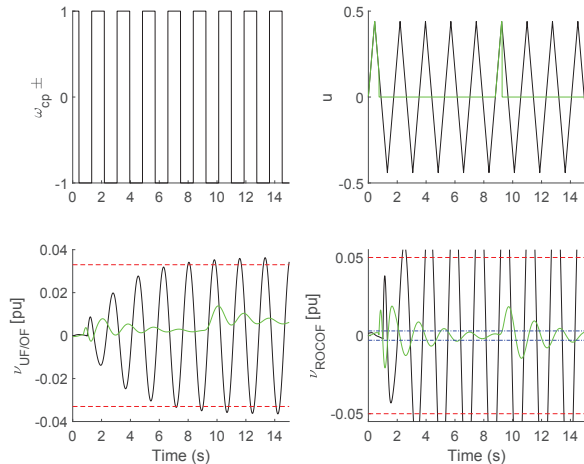 1
0
-1
ω_cp ±
0 2 4 6 8 10 12 14
0.5
0
-0.5
u
0 2 4 6 8 10 12 14
0.04
0.02
0
-0.02
-0.04
ν_UF/OF [pu]
0 2 4 6 8 10 12 14
Time (s)
0.05
0
-0.05
ν_ROCOF [pu]
0 2 4 6 8 10 12 14
Time (s)